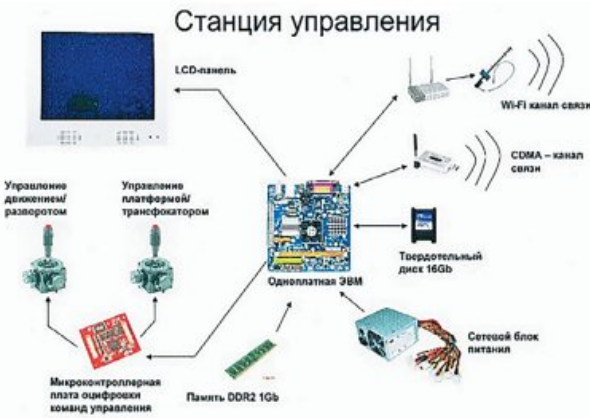 Станция управления
LCD-панель
Wi-Fi канал связи
CDMA – канал
связи
Управление
движением/
разворотом
Управление
платформой/
трансфокатором
Одноплатная ЭВМ
Твердотельный
диск 16Gb
Сетевой блок
питания
Память DDR2 1Gb
Микроконтроллерная
плата оцифровки
команд управления